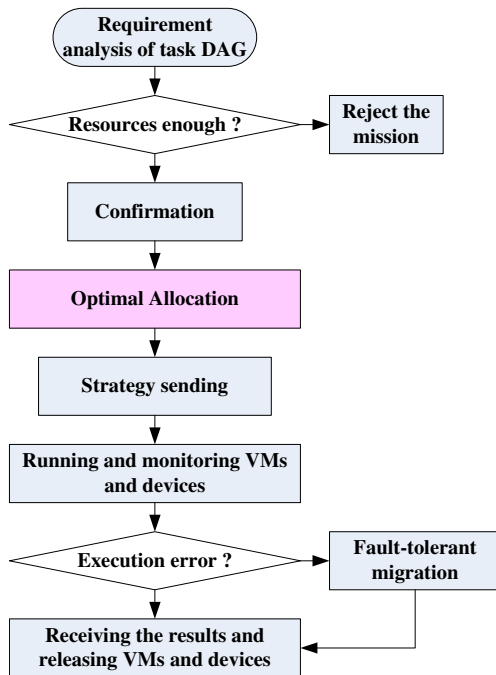 Requirement
analysis of task DAG
Resources enough ?
Reject the
mission
Confirmation
Optimal Allocation
Strategy sending
Running and monitoring VMs
and devices
Execution error ?
Fault-tolerant
migration
Receiving the results and
releasing VMs and devices